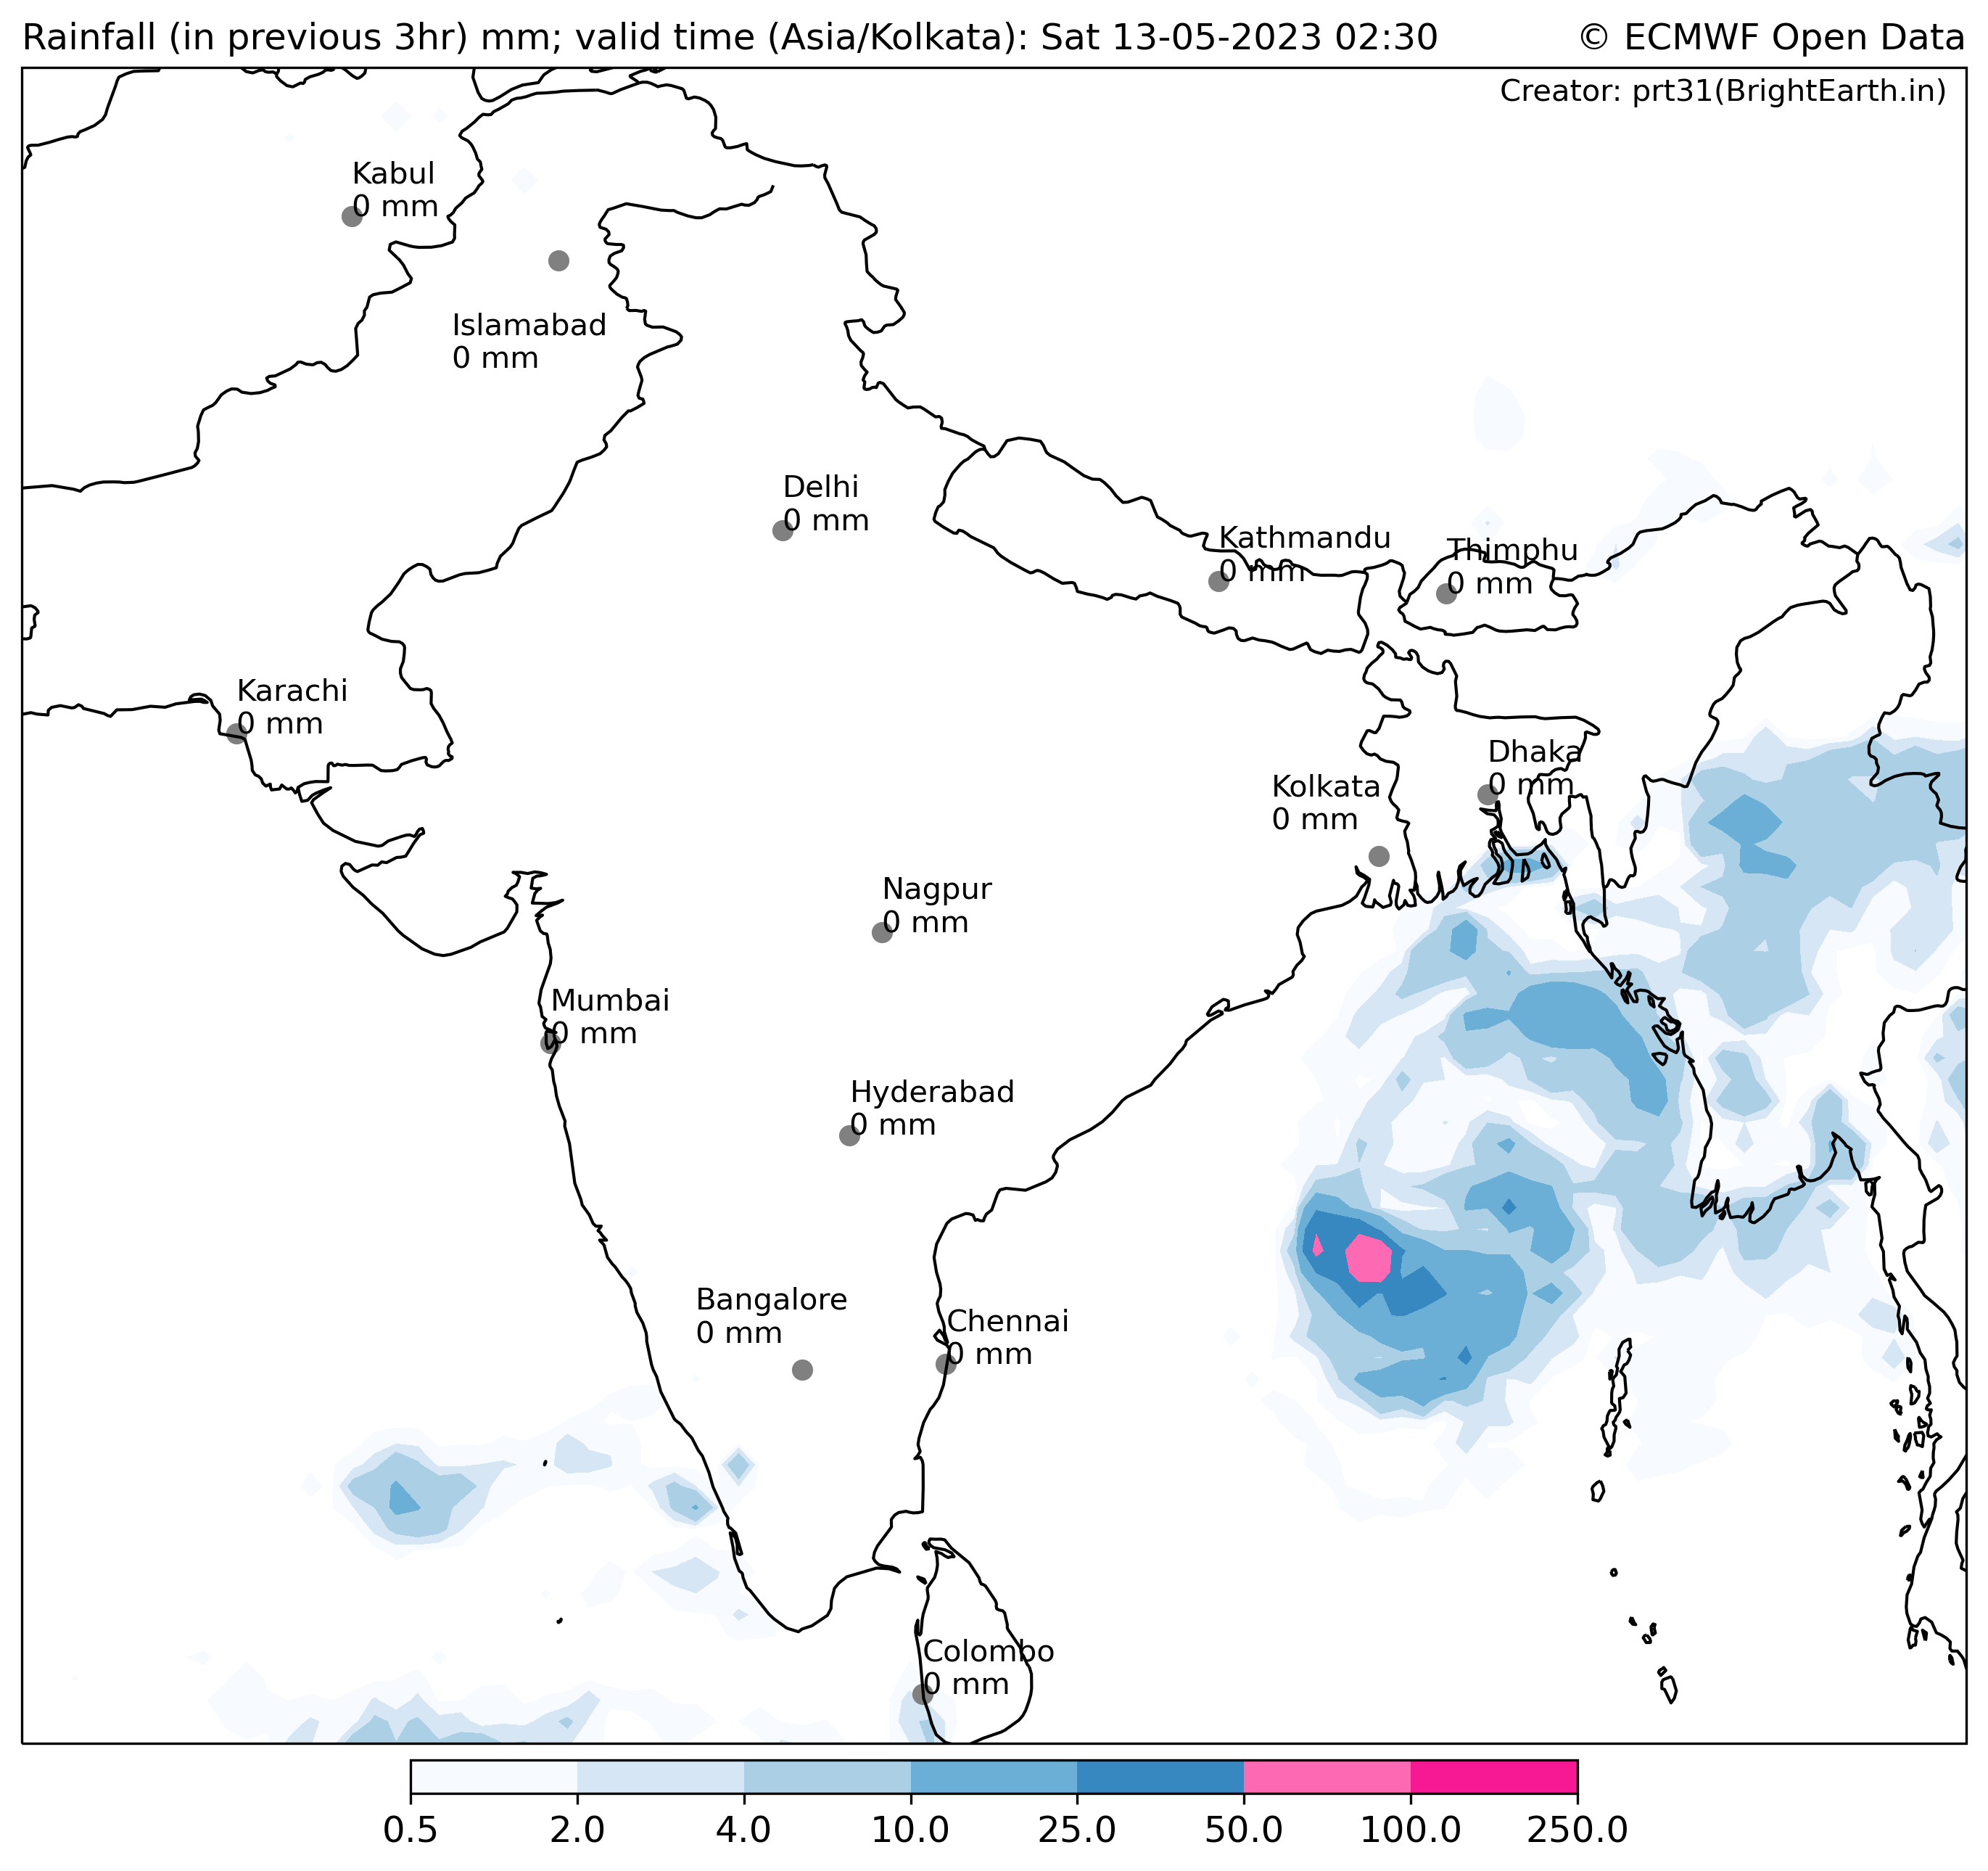 Rainfall (in previous 3hr) mm; valid time (Asia/Kolkata): Sat 13-05-2023 02:30
© ECMWF Open Data
Creator: prt31(BrightEarth.in)
Kabul
0 mm
Islamabad
0 mm
Delhi
0 mm
Kathmandu
0 mm
Thimphu
0 mm
Karachi
0 mm
Dhaka
0 mm
Kolkata
0 mm
Nagpur
0 mm
Mumbai
0 mm
Hyderabad
0 mm
Bangalore
0 mm
Chennai
0 mm
Colombo
0 mm
0.5 2.0 4.0 10.0 25.0 50.0 100.0 250.0